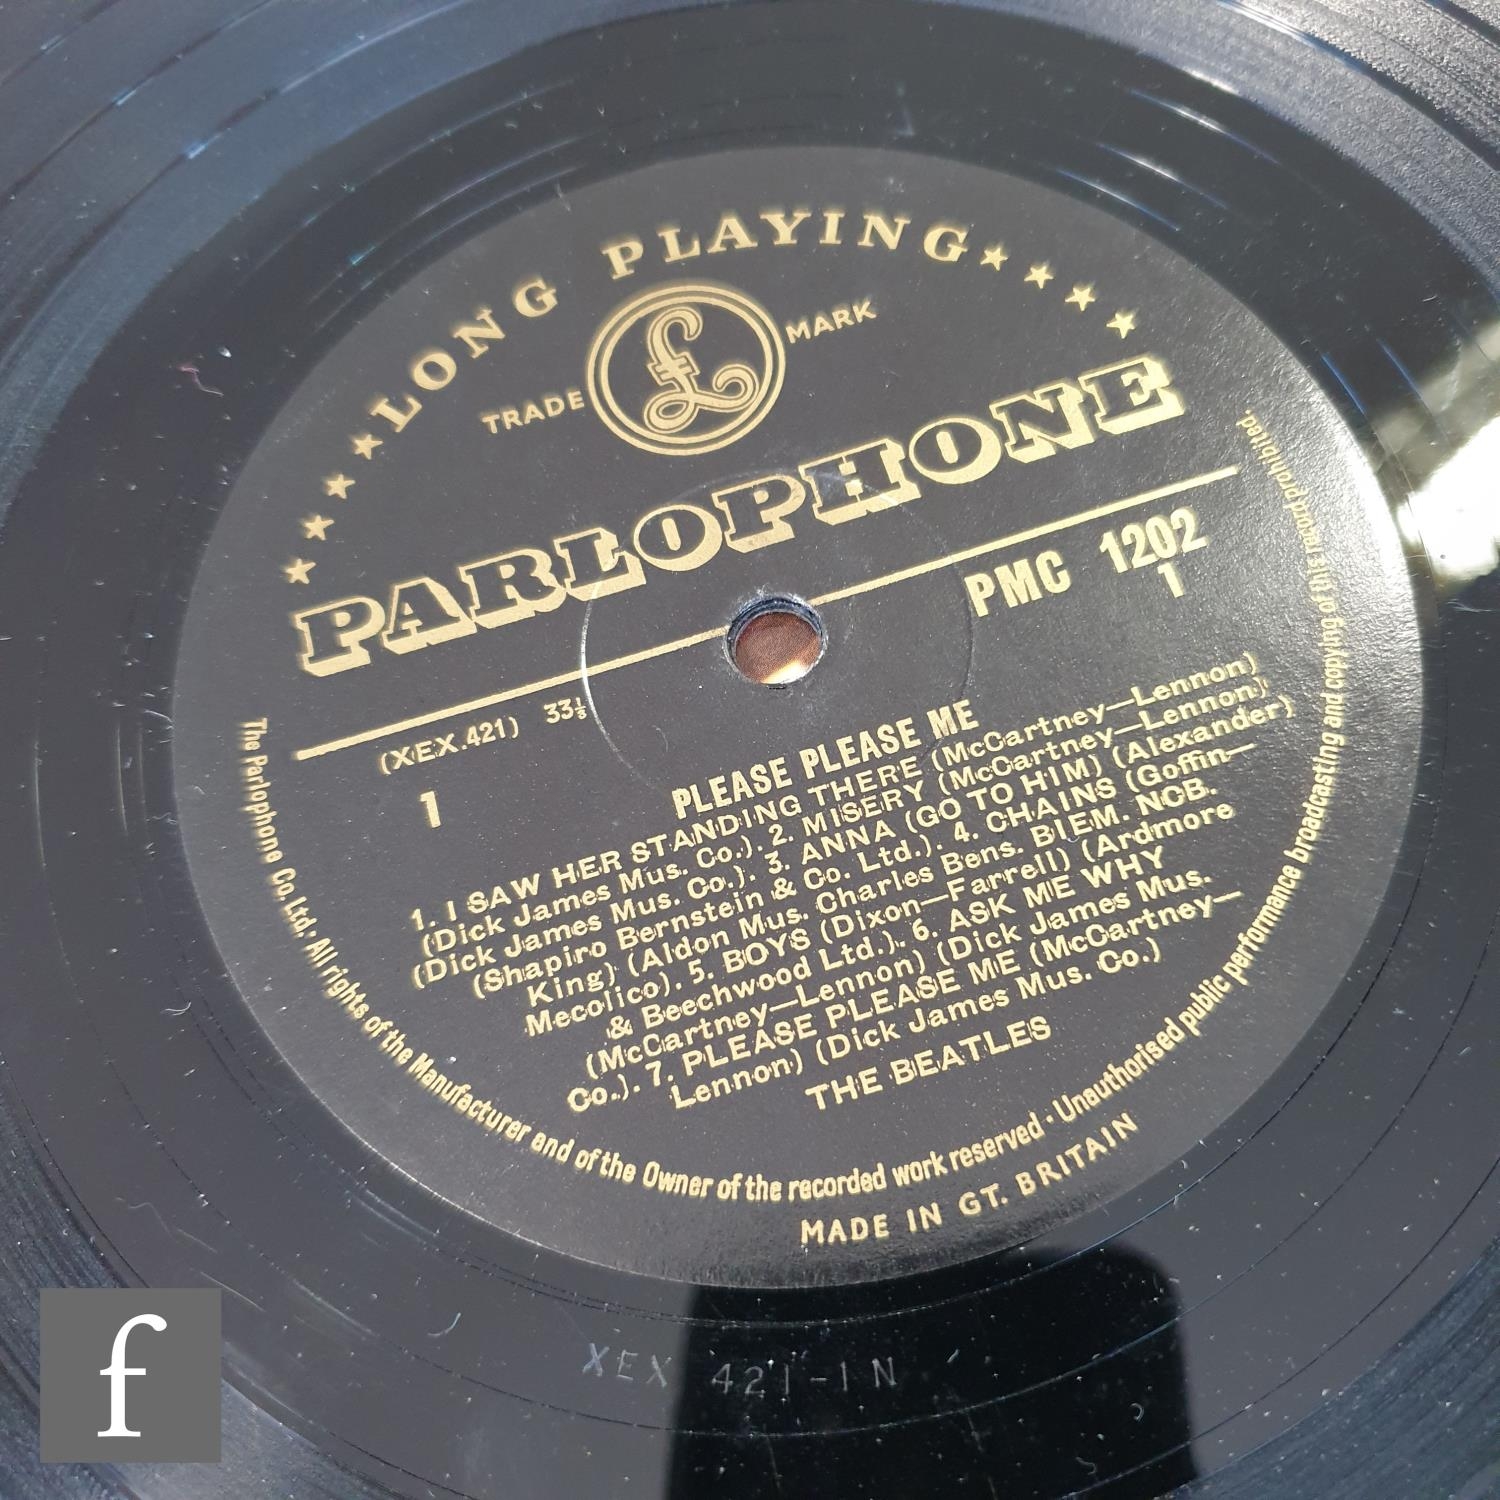 ★★★★LONG PLAYING★★★★
TRADE £ MARK
PARLOPHONE
PMC 1202
1
(XEX.421) 33⅓
1
PLEASE PLEASE ME
1. I SAW HER STANDING THERE (McCartney—Lennon)
(Dick James Mus. Co.). 2. MISERY (McCartney—Lennon)
(Dick James Mus. Co.). 3. ANNA (GO TO HIM) (Alexander)
(Shapiro Bernstein & Co. Ltd.). 4. CHAINS (Goffin—
King) (Aldon Mus. Charles Bens. BIEM. NCB.
Mecolico). 5. BOYS (Dixon—Farrell) (Ardmore
& Beechwood Ltd.). 6. ASK ME WHY
(McCartney—Lennon) (Dick James Mus.
Co.). 7. PLEASE PLEASE ME (McCartney—
Lennon) (Dick James Mus. Co.)
THE BEATLES
The Parlophone Co. Ltd. All rights of the Manufacturer and of the Owner of the recorded work reserved · Unauthorised public performance broadcasting and copying of this record prohibited.
MADE IN GT. BRITAIN
XEX 421-1N
f